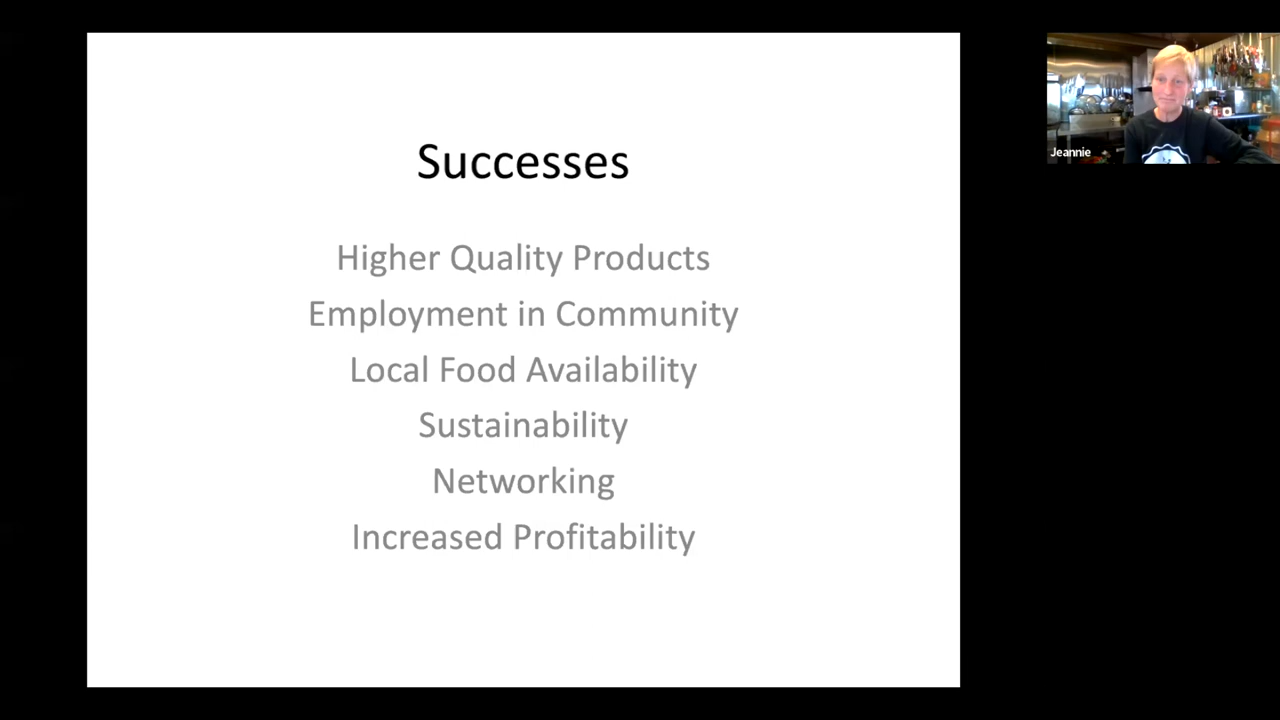 Successes
Higher Quality Products
Employment in Community
Local Food Availability
Sustainability
Networking
Increased Profitability
Jeannie